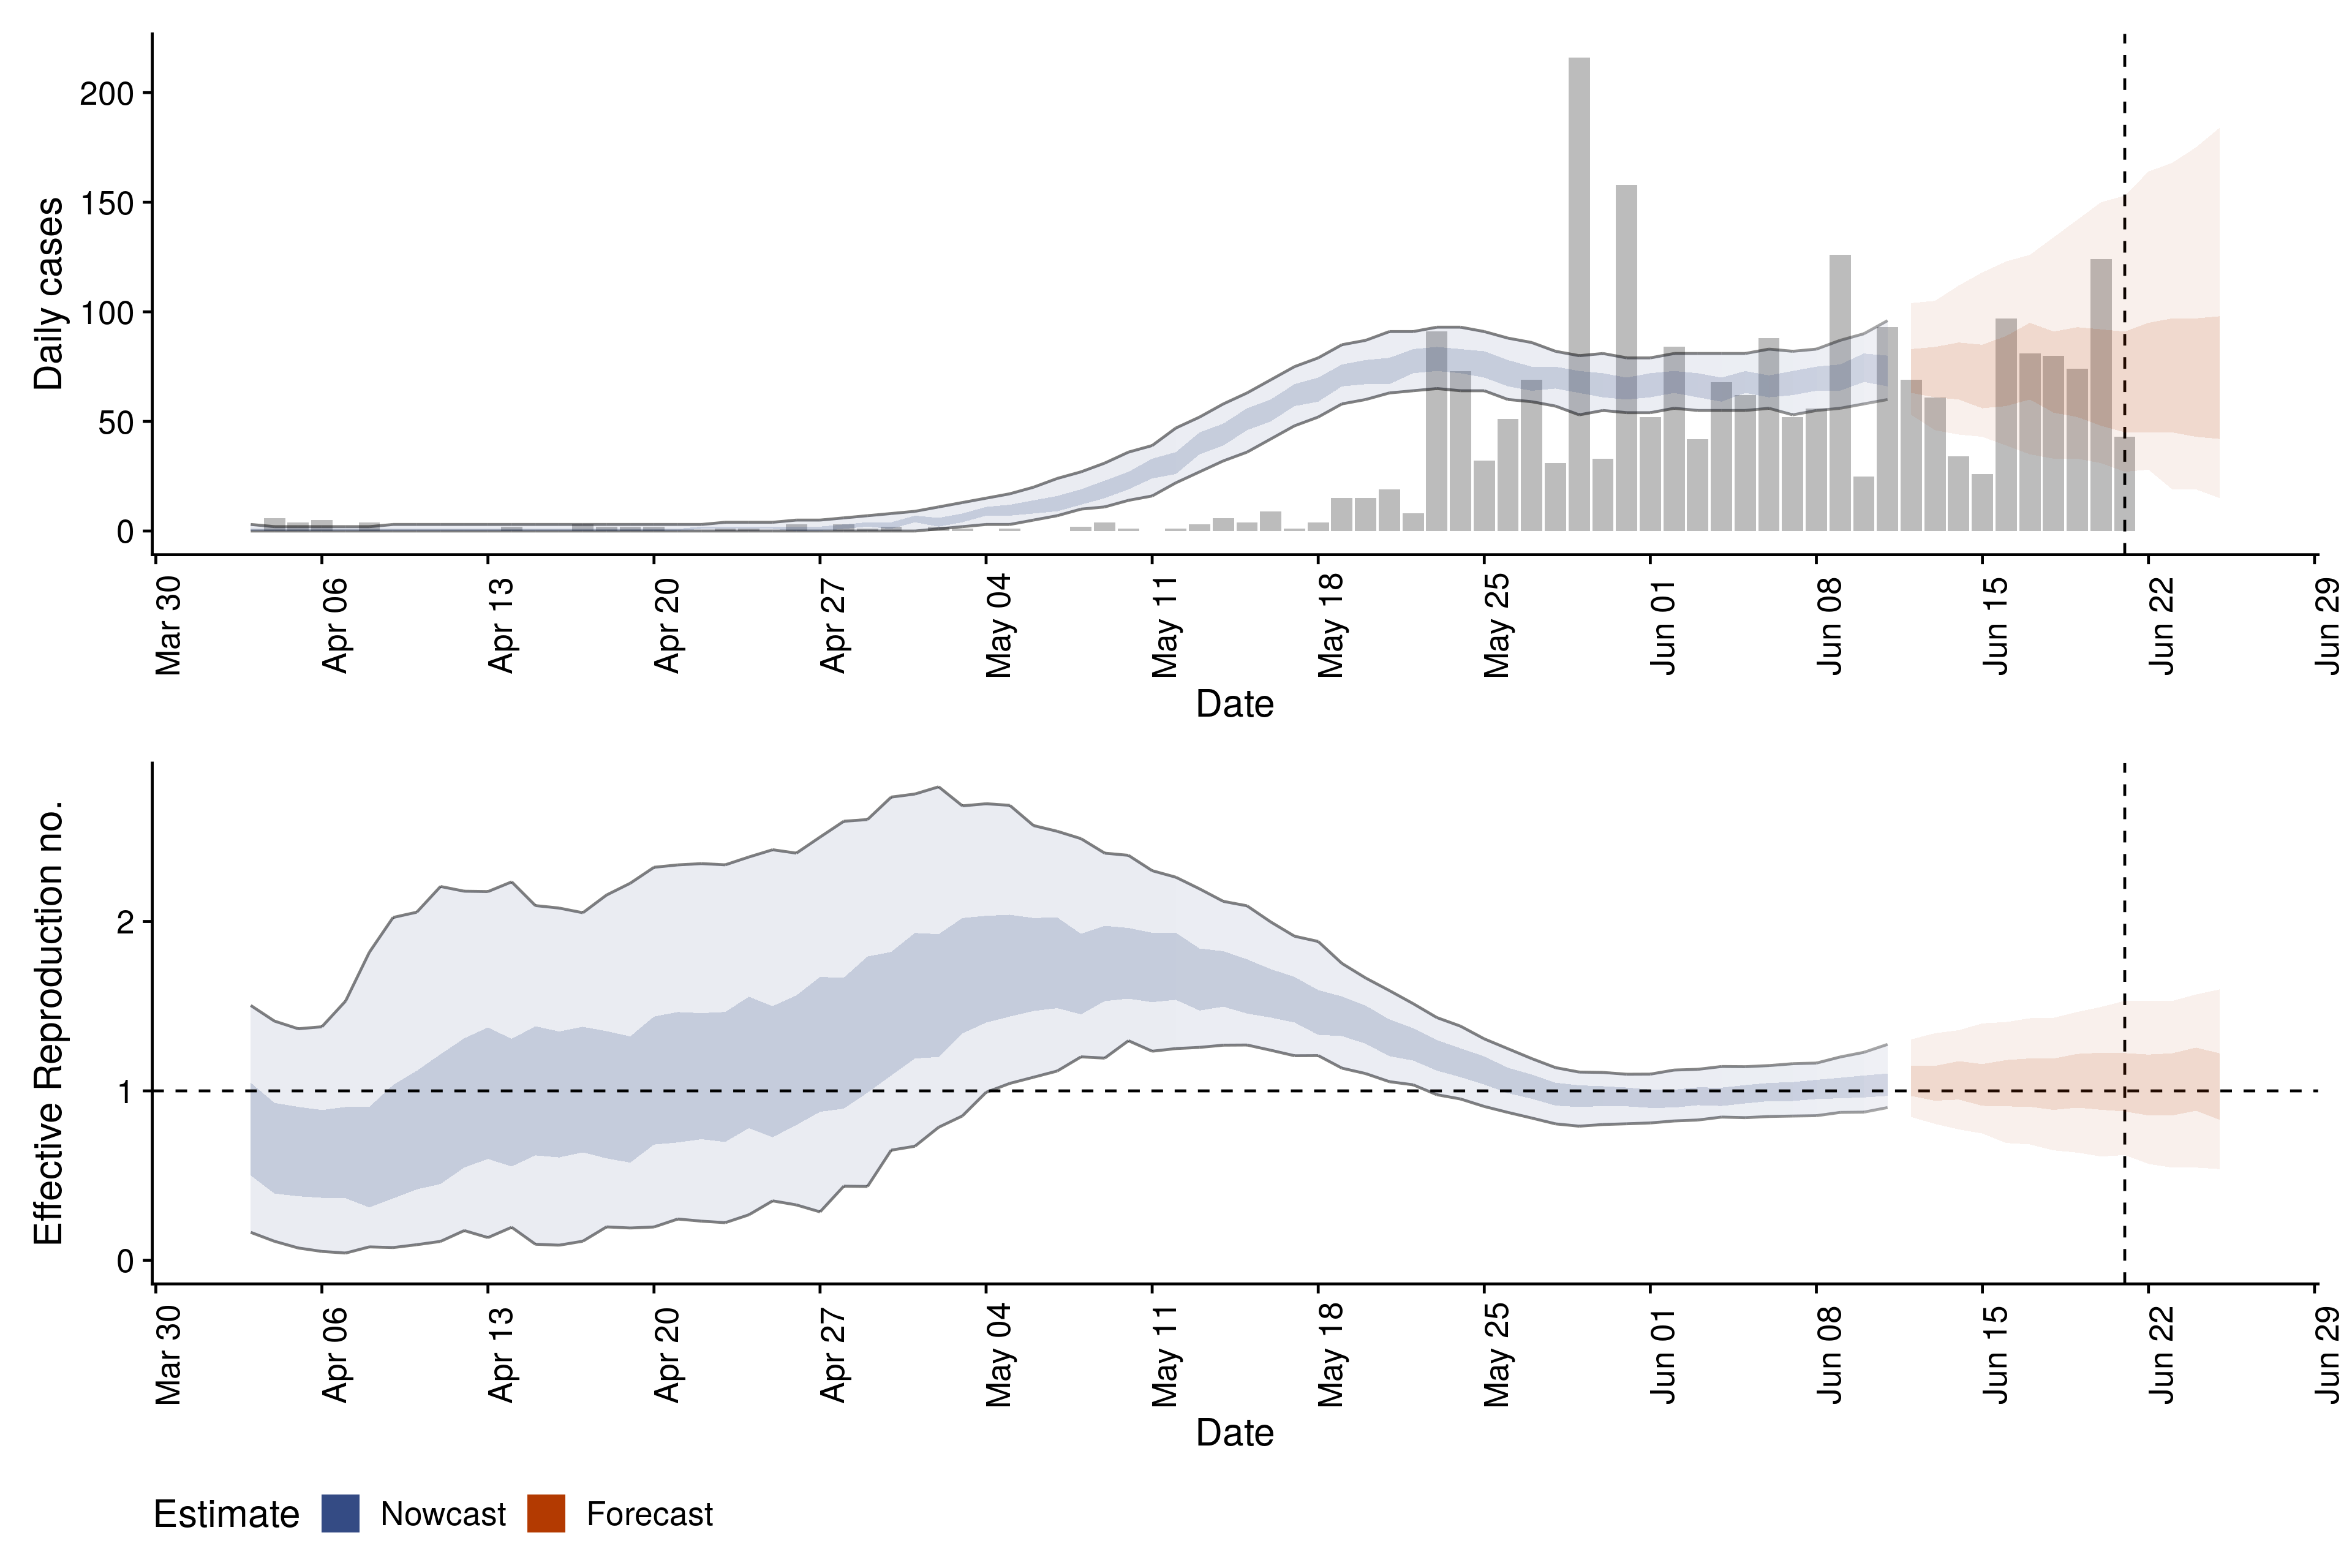 Daily cases
200
150
100
50
0
Mar 30
Apr 06
Apr 13
Apr 20
Apr 27
May 04
May 11
May 18
May 25
Jun 01
Jun 08
Jun 15
Jun 22
Jun 29
Date
Effective Reproduction no.
2
1
0
Mar 30
Apr 06
Apr 13
Apr 20
Apr 27
May 04
May 11
May 18
May 25
Jun 01
Jun 08
Jun 15
Jun 22
Jun 29
Date
Estimate Nowcast Forecast